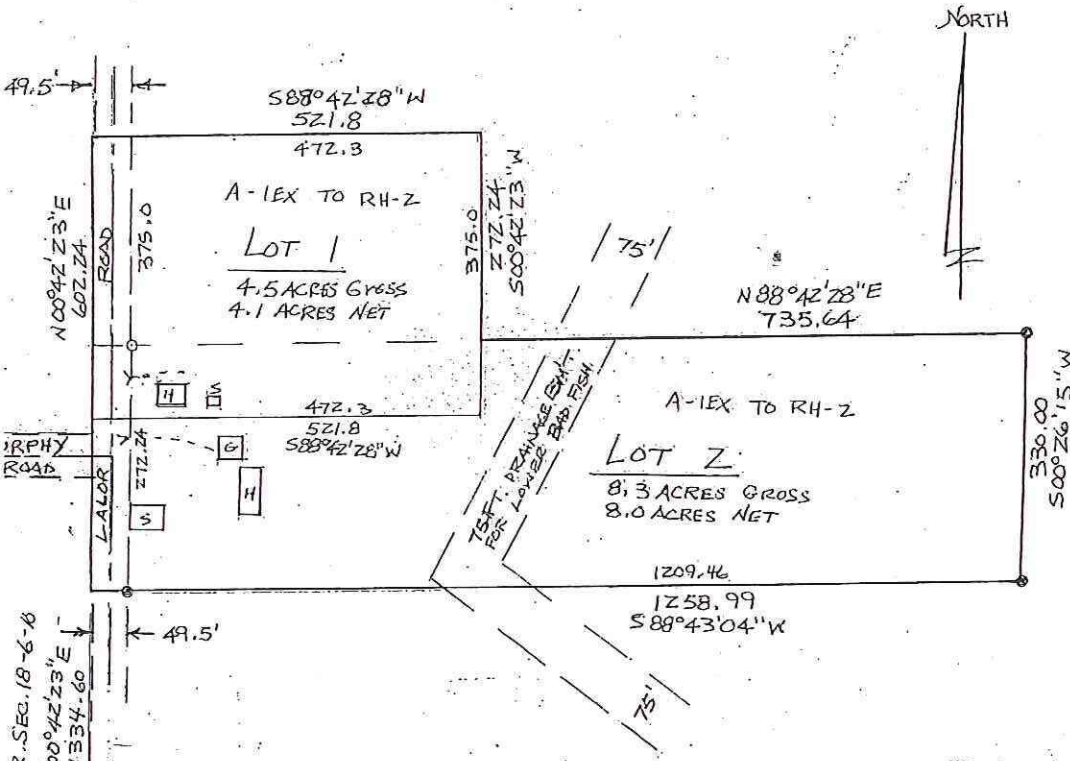 NORTH
49.5'
S88°42'28"W
521.8
472.3
A-1EX TO RH-2
LOT 1
4.5 ACRES Gross
4.1 ACRES NET
N00°42'23"E
602.24
ROAD
375.0
375.0
272.24
S00°42'23"W
75'
N88°42'28"E
735.64
H
S
472.3
521.8
S88°42'28"W
RPHY
ROAD
LALOR
272.24
G
H
S
75 FT. DRAINAGE ESM'T.
FOR LOWER BAD. FISH.
A-1EX TO RH-2
LOT 2
8.3 ACRES GROSS
8.0 ACRES NET
330.00
S00°26'15"W
1209.46
1258.99
S88°43'04"W
49.5'
75'
. SEC. 18-6-10
00°42'23"E
334.60